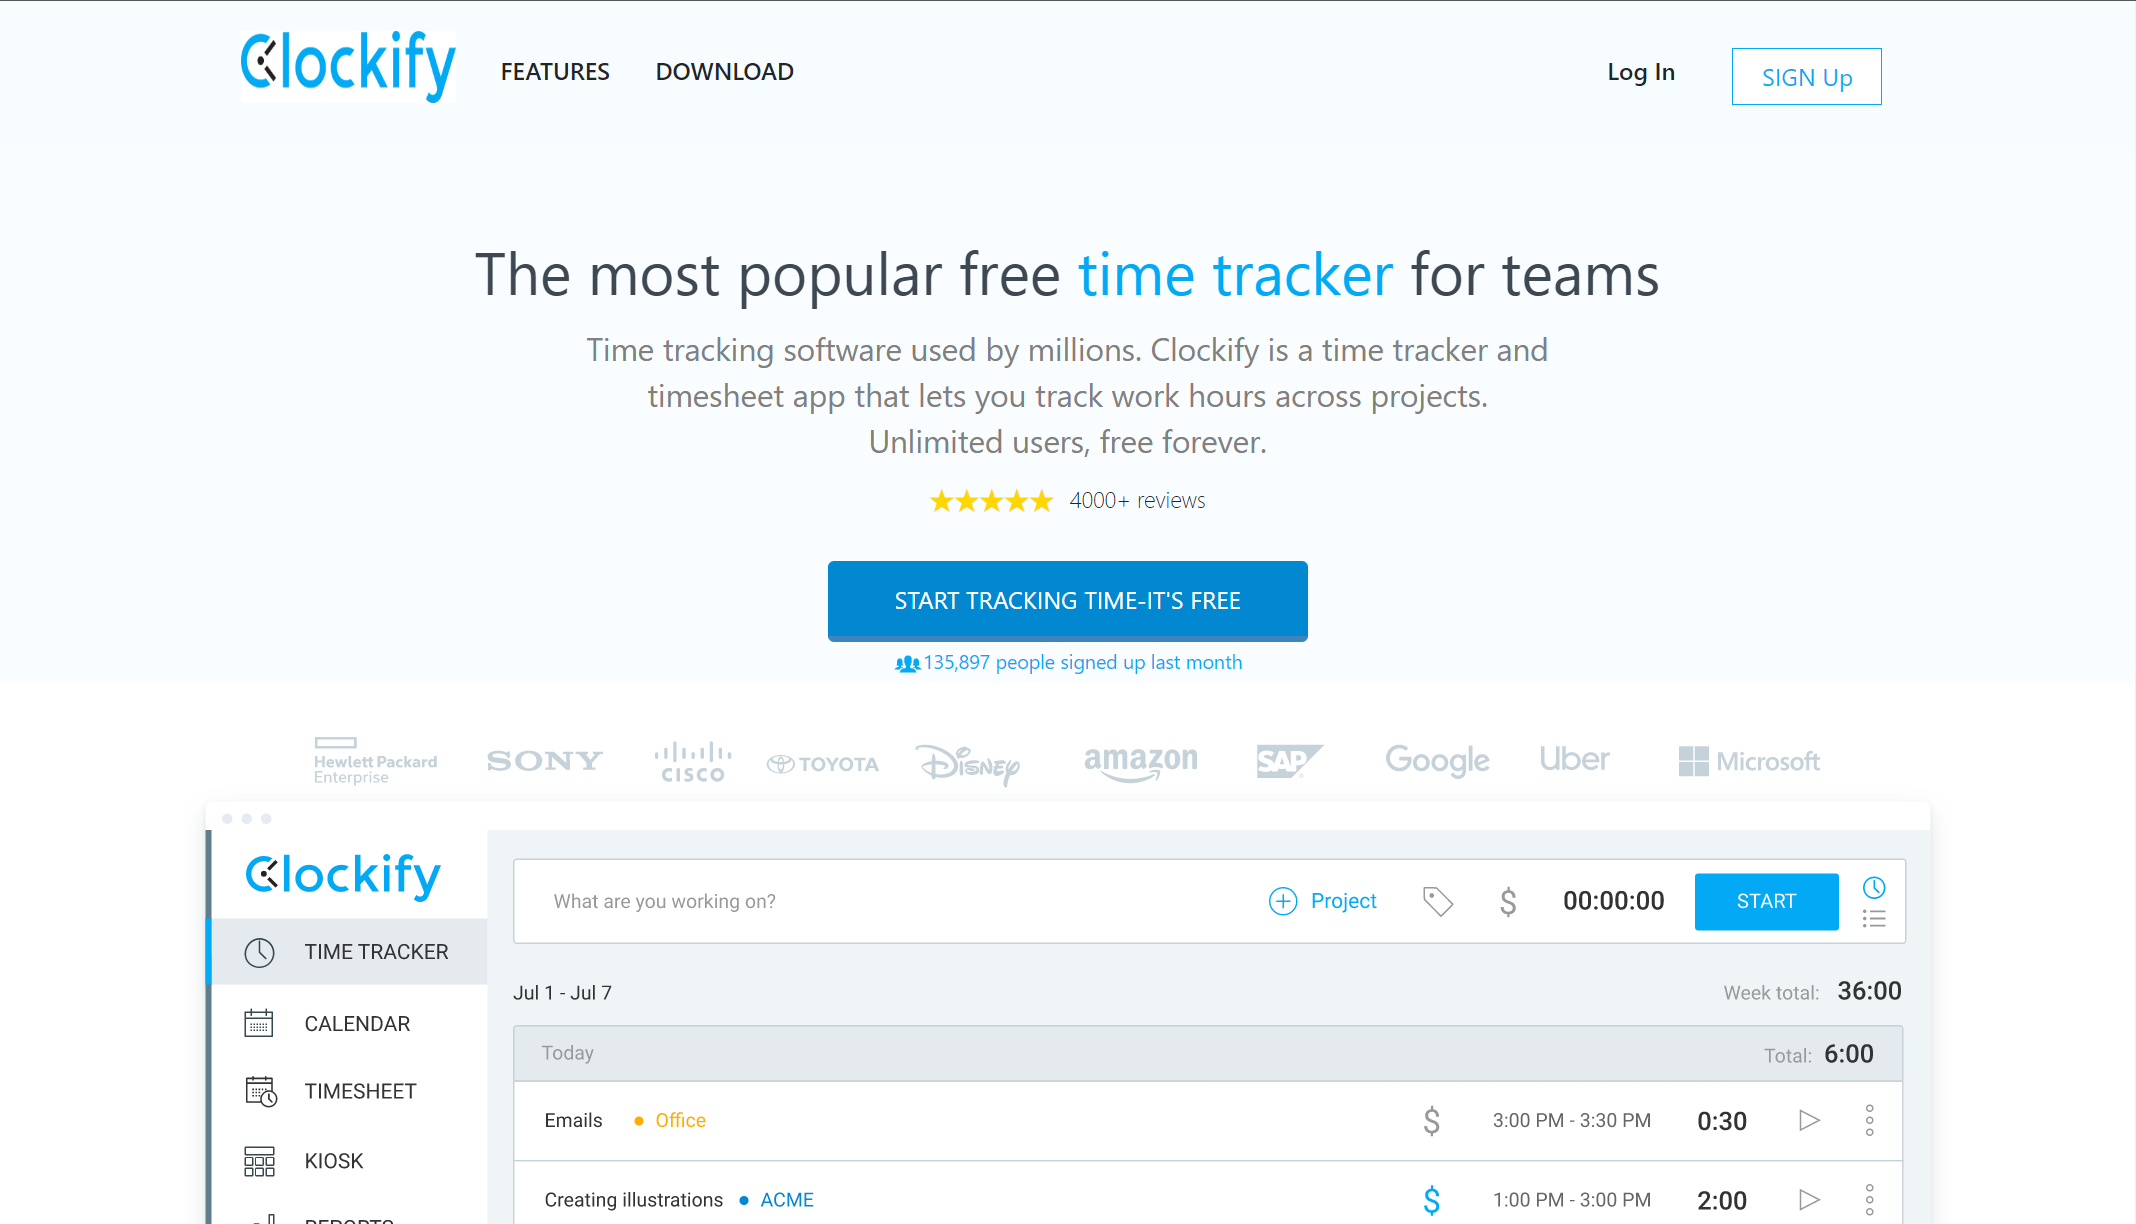 Clockify FEATURES DOWNLOAD Log In SIGN Up
The most popular free time tracker for teams
Time tracking software used by millions. Clockify is a time tracker and
timesheet app that lets you track work hours across projects.
Unlimited users, free forever.
4000+ reviews
START TRACKING TIME-IT'S FREE
135,897 people signed up last month
Hewlett Packard
Enterprise
SONY
CISCO
TOYOTA
Disney
amazon
SAP
Google
Uber
Microsoft
Clockify
TIME TRACKER
CALENDAR
TIMESHEET
KIOSK
REPORTS
What are you working on? Project $ 00:00:00 START
Jul 1 - Jul 7 Week total: 36:00
Today Total: 6:00
Emails • Office $ 3:00 PM - 3:30 PM 0:30
Creating illustrations • ACME $ 1:00 PM - 3:00 PM 2:00